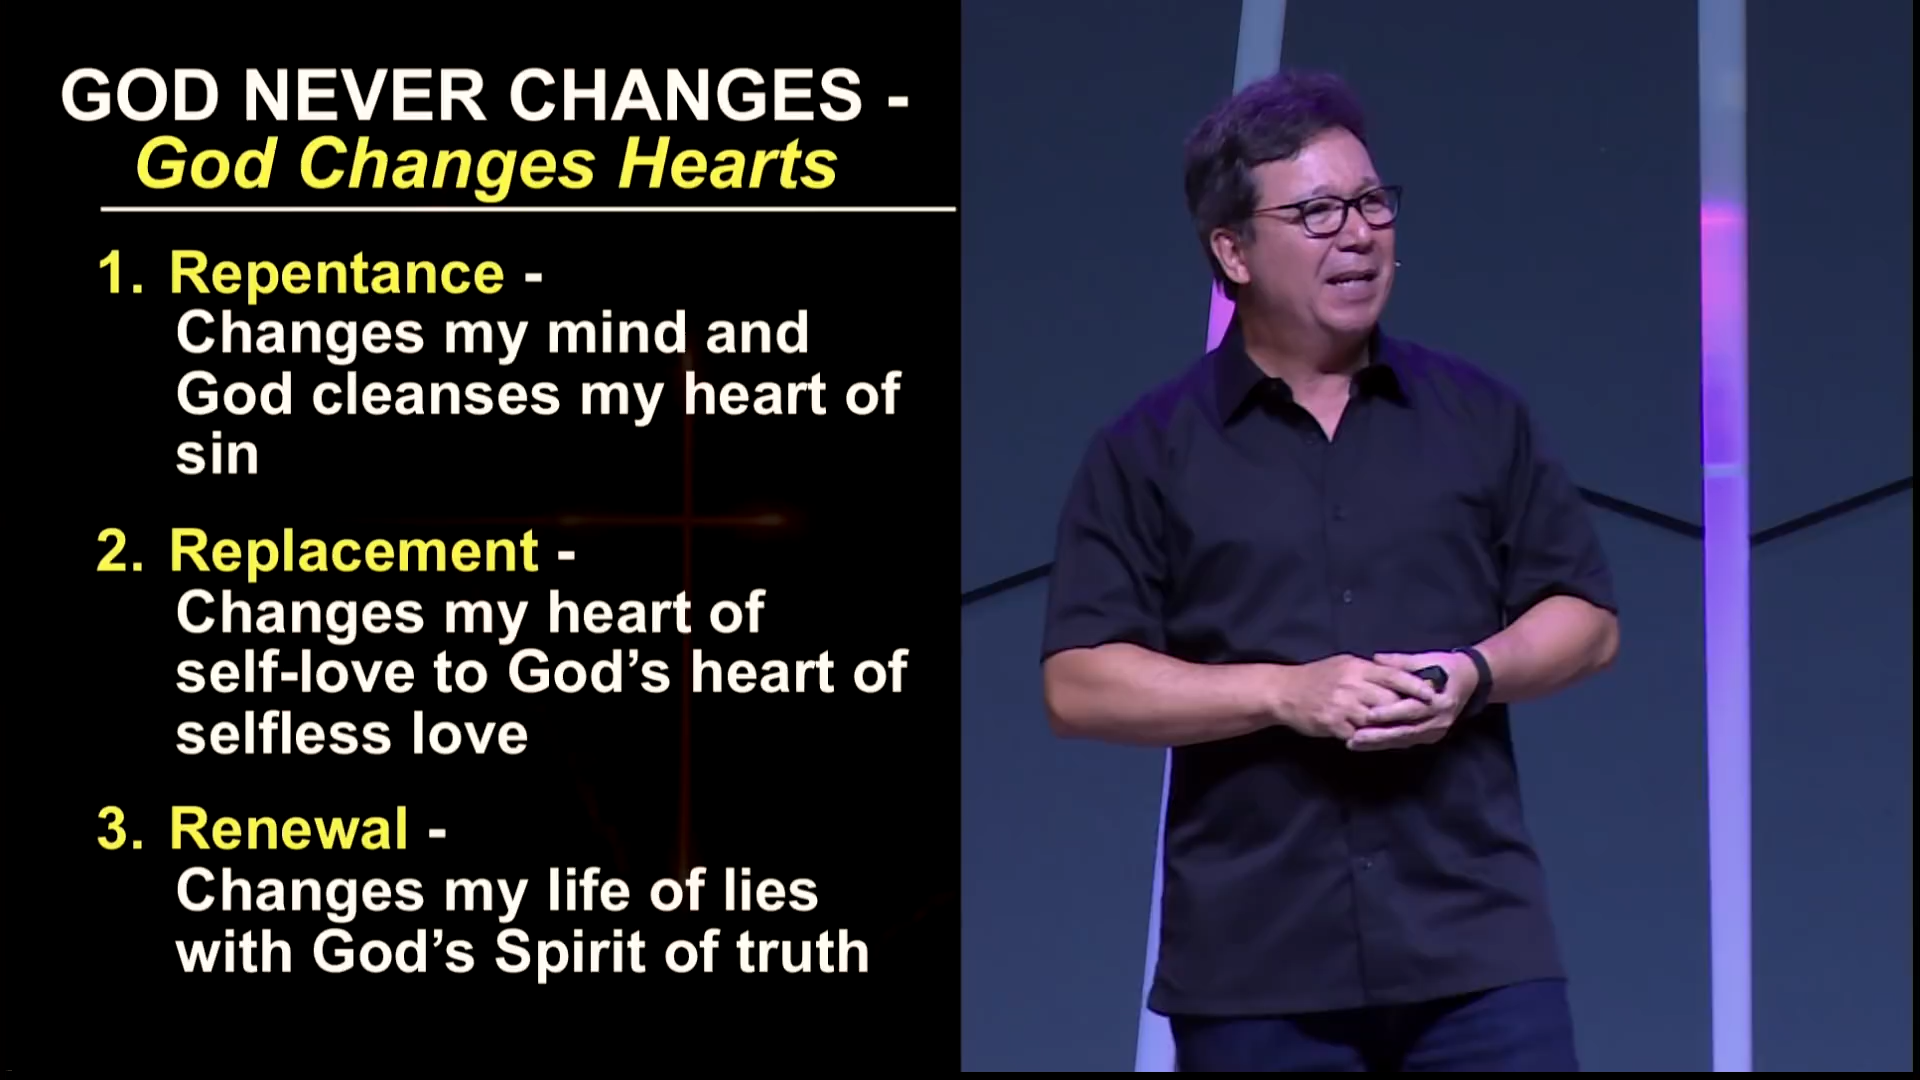 GOD NEVER CHANGES -
God Changes Hearts
1. Repentance -
Changes my mind and
God cleanses my heart of
sin
2. Replacement -
Changes my heart of
self-love to God’s heart of
selfless love
3. Renewal -
Changes my life of lies
with God’s Spirit of truth